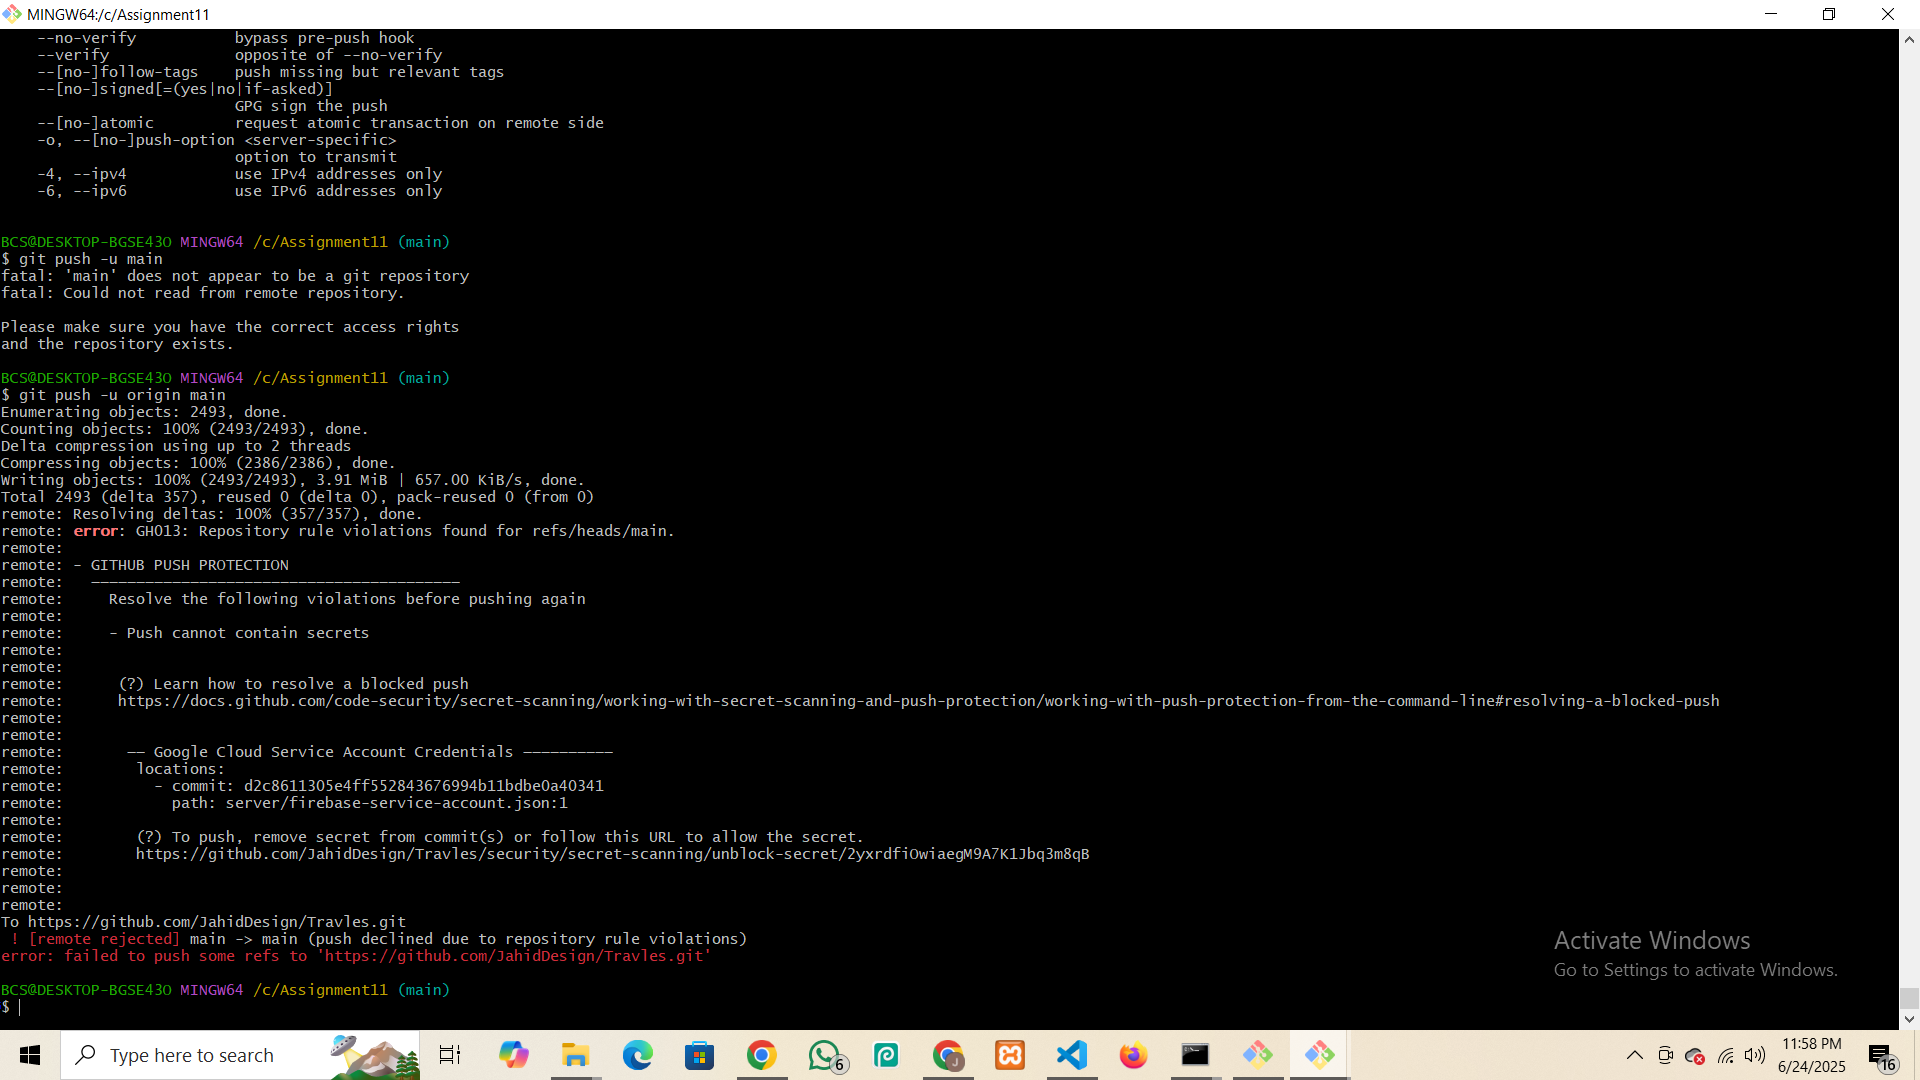 MINGW64:/c/Assignment11
--no-verify bypass pre-push hook
--verify opposite of --no-verify
--[no-]follow-tags push missing but relevant tags
--[no-]signed[=(yes|no|if-asked)]
GPG sign the push
--[no-]atomic request atomic transaction on remote side
-o, --[no-]push-option <server-specific>
option to transmit
-4, --ipv4 use IPv4 addresses only
-6, --ipv6 use IPv6 addresses only
BCS@DESKTOP-BGSE43O MINGW64 /c/Assignment11 (main)
$ git push -u main
fatal: 'main' does not appear to be a git repository
fatal: Could not read from remote repository.
Please make sure you have the correct access rights
and the repository exists.
BCS@DESKTOP-BGSE43O MINGW64 /c/Assignment11 (main)
$ git push -u origin main
Enumerating objects: 2493, done.
Counting objects: 100% (2493/2493), done.
Delta compression using up to 2 threads
Compressing objects: 100% (2386/2386), done.
Writing objects: 100% (2493/2493), 3.91 MiB | 657.00 KiB/s, done.
Total 2493 (delta 357), reused 0 (delta 0), pack-reused 0 (from 0)
remote: Resolving deltas: 100% (357/357), done.
remote: error: GH013: Repository rule violations found for refs/heads/main.
remote:
remote: - GITHUB PUSH PROTECTION
remote: —————————————————————————————————————————
remote: Resolve the following violations before pushing again
remote:
remote: - Push cannot contain secrets
remote:
remote:
remote: (?) Learn how to resolve a blocked push
remote: https://docs.github.com/code-security/secret-scanning/working-with-secret-scanning-and-push-protection/working-with-push-protection-from-the-command-line#resolving-a-blocked-push
remote:
remote:
remote: —— Google Cloud Service Account Credentials ——————————
remote: locations:
remote: - commit: d2c8611305e4ff552843676994b11bdbe0a40341
remote: path: server/firebase-service-account.json:1
remote:
remote: (?) To push, remove secret from commit(s) or follow this URL to allow the secret.
remote: https://github.com/JahidDesign/Travles/security/secret-scanning/unblock-secret/2yxrdfiOwiaegM9A7K1Jbq3m8qB
remote:
remote:
remote:
To https://github.com/JahidDesign/Travles.git
! [remote rejected] main -> main (push declined due to repository rule violations)
error: failed to push some refs to 'https://github.com/JahidDesign/Travles.git'
BCS@DESKTOP-BGSE43O MINGW64 /c/Assignment11 (main)
$
Activate Windows
Go to Settings to activate Windows.
Type here to search
6
11:58 PM
6/24/2025
16